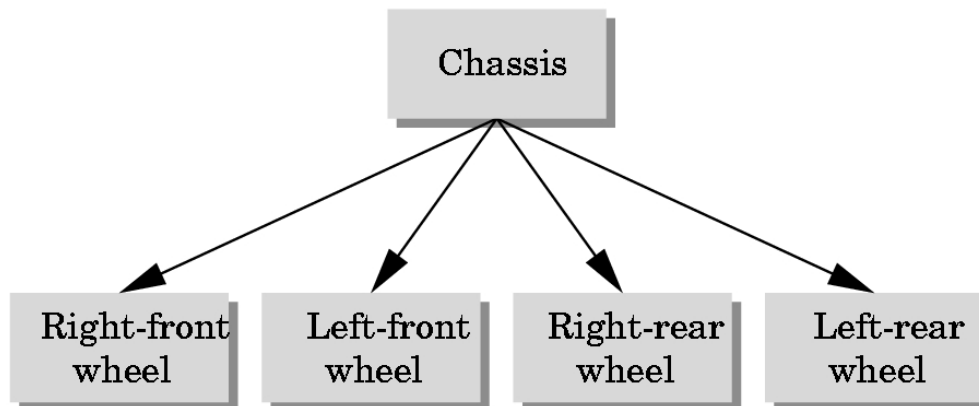 Chassis
Right-front
wheel
Left-front
wheel
Right-rear
wheel
Left-rear
wheel